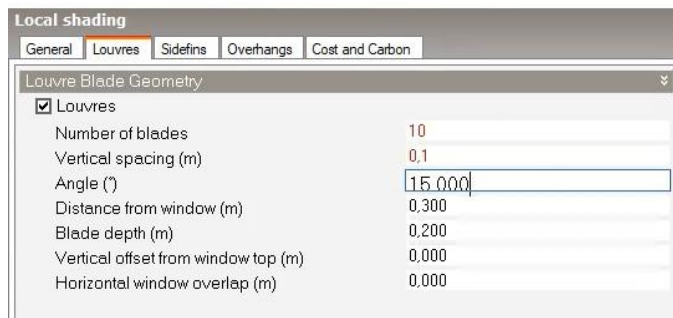 Local shading
General Louvres Sidefins Overhangs Cost and Carbon
Louvre Blade Geometry
Louvres
Number of blades 10
Vertical spacing (m) 0,1
Angle (°) 15 000
Distance from window (m) 0,300
Blade depth (m) 0,200
Vertical offset from window top (m) 0,000
Horizontal window overlap (m) 0,000